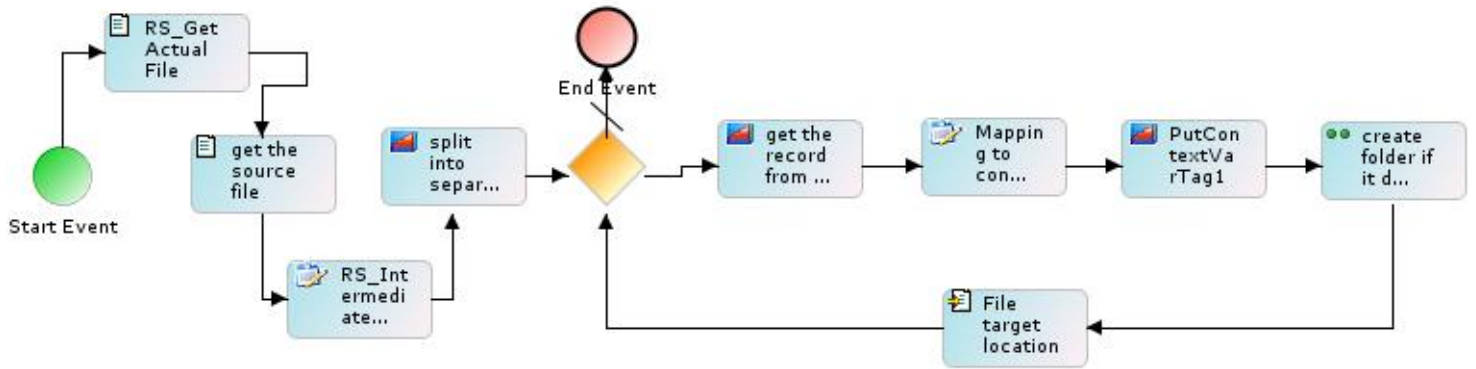 RS_Get
Actual
File
Start Event
get the
source
file
RS_Int
ermedi
ate...
split
into
separ...
End Event
get the
record
from ...
Mappin
g to
con...
PutCon
textVa
rTag1
create
folder if
it d...
File
target
location